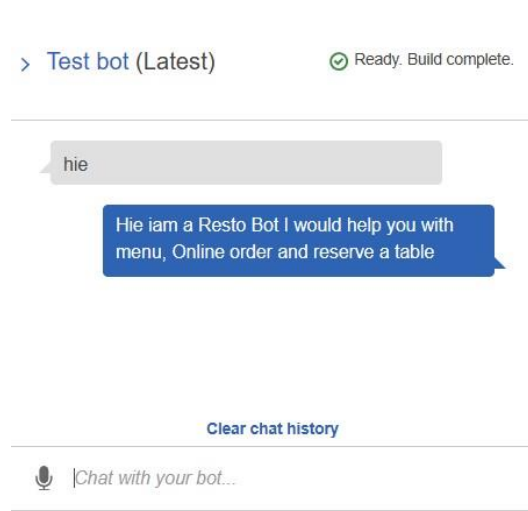 Test bot (Latest)
Ready. Build complete.
hie
Hie iam a Resto Bot I would help you with
menu, Online order and reserve a table
Clear chat history
Chat with your bot...